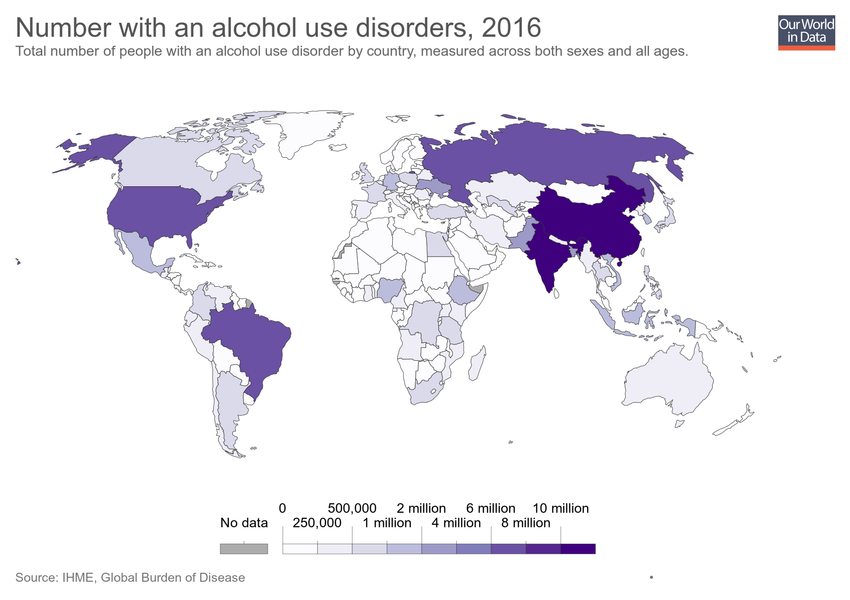 Number with an alcohol use disorders, 2016
Our World
in Data
Total number of people with an alcohol use disorder by country, measured across both sexes and all ages.
0 500,000 2 million 6 million 10 million
No data 250,000 1 million 4 million 8 million
Source: IHME, Global Burden of Disease